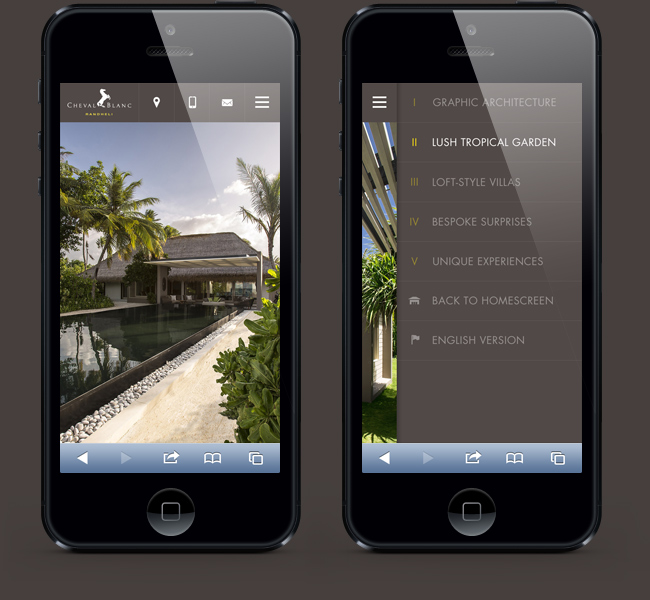 CHEVAL BLANC
RANDHELI
I GRAPHIC ARCHITECTURE
II LUSH TROPICAL GARDEN
III LOFT-STYLE VILLAS
IV BESPOKE SURPRISES
V UNIQUE EXPERIENCES
BACK TO HOMESCREEN
ENGLISH VERSION